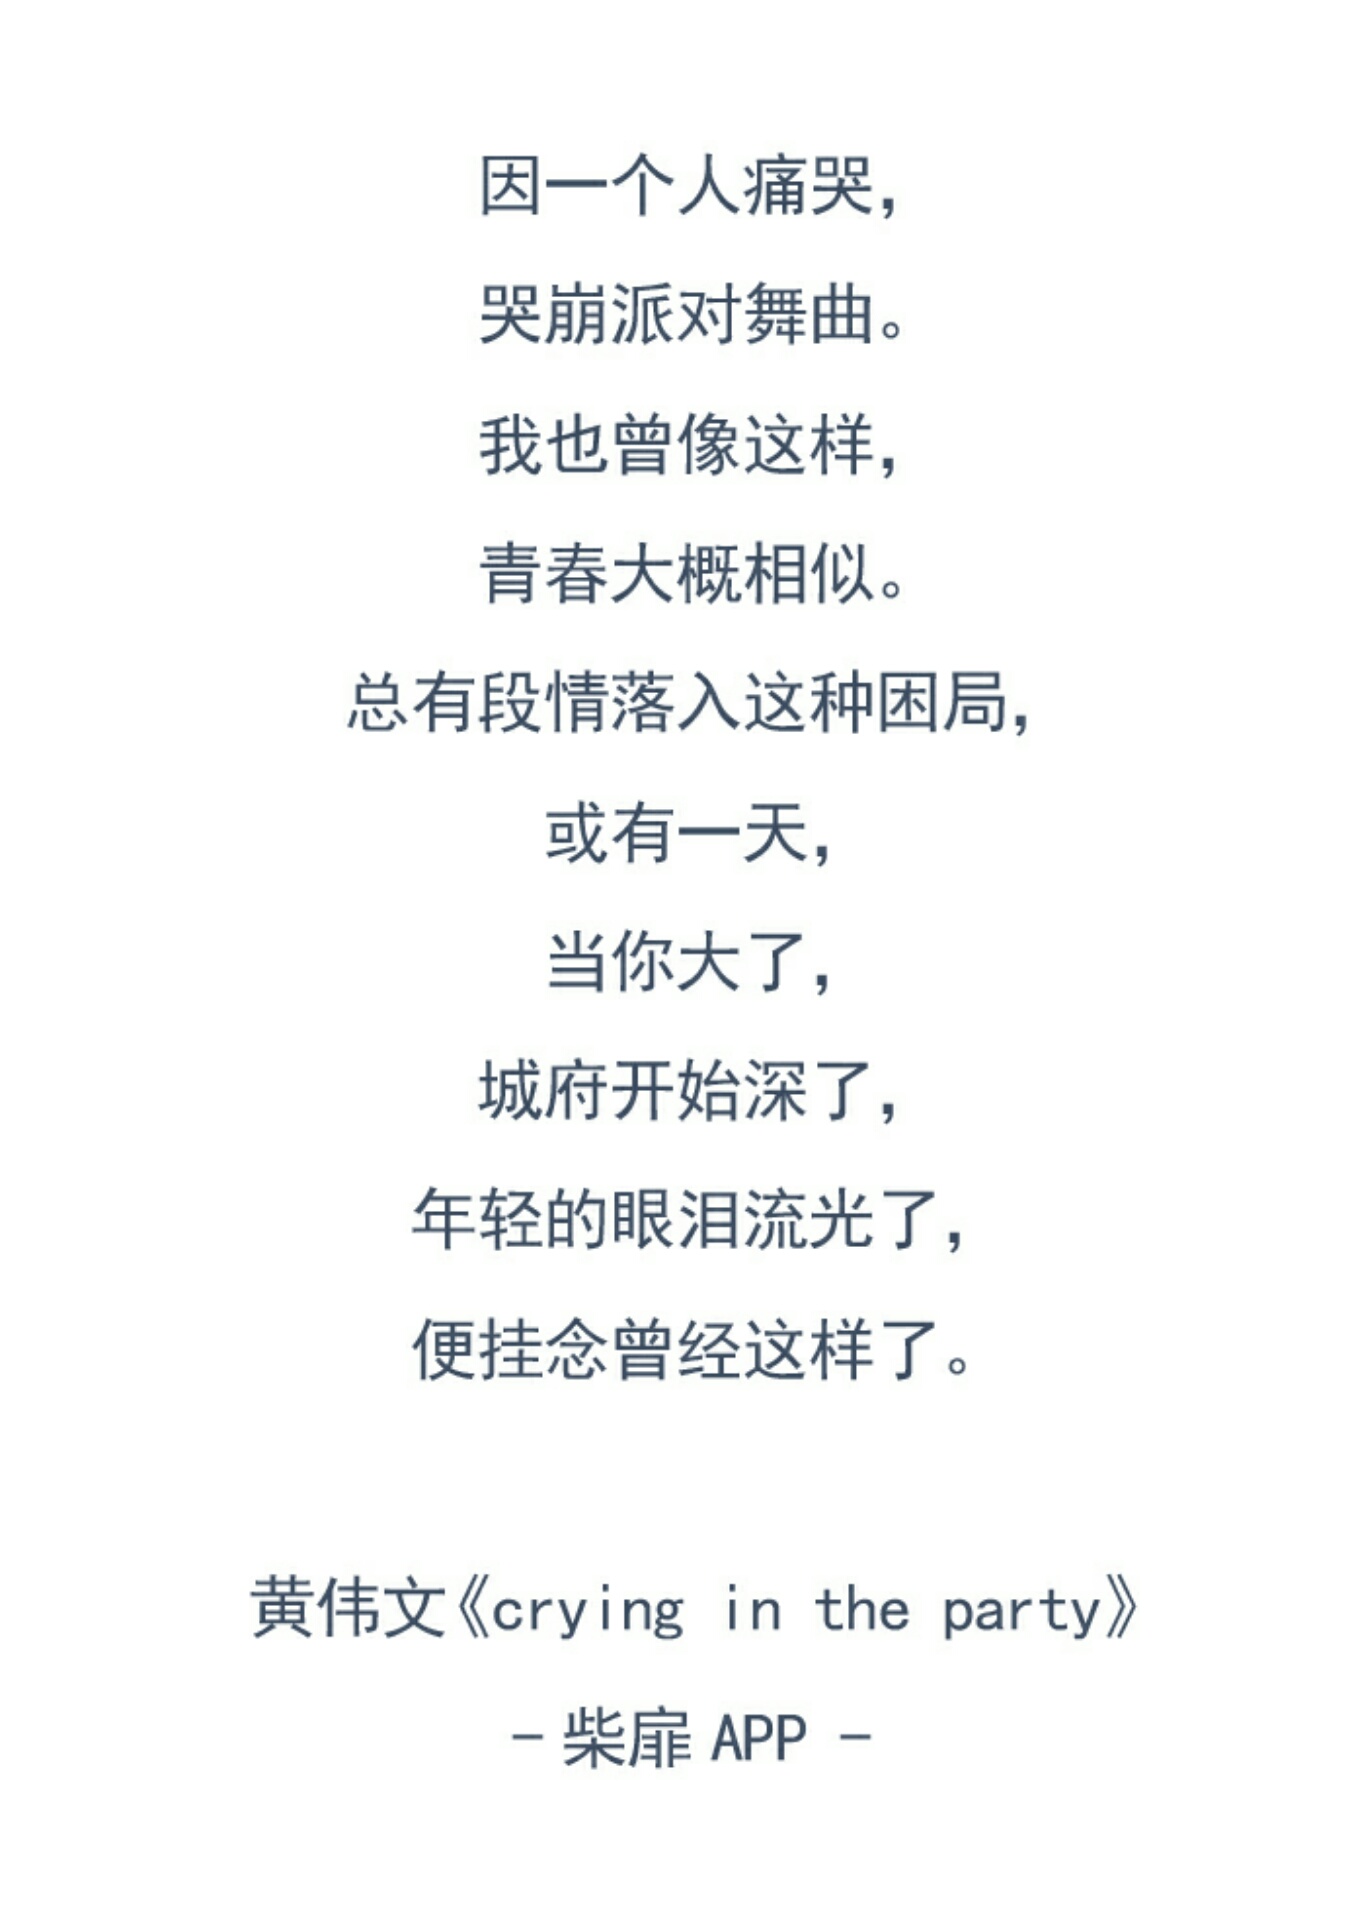 因一个人痛哭，
哭崩派对舞曲。
我也曾像这样，
青春大概相似。
总有段情落入这种困局，
或有一天，
当你大了，
城府开始深了，
年轻的眼泪流光了，
便挂念曾经这样了。
黄伟文《crying in the party》
- 柴扉 APP -